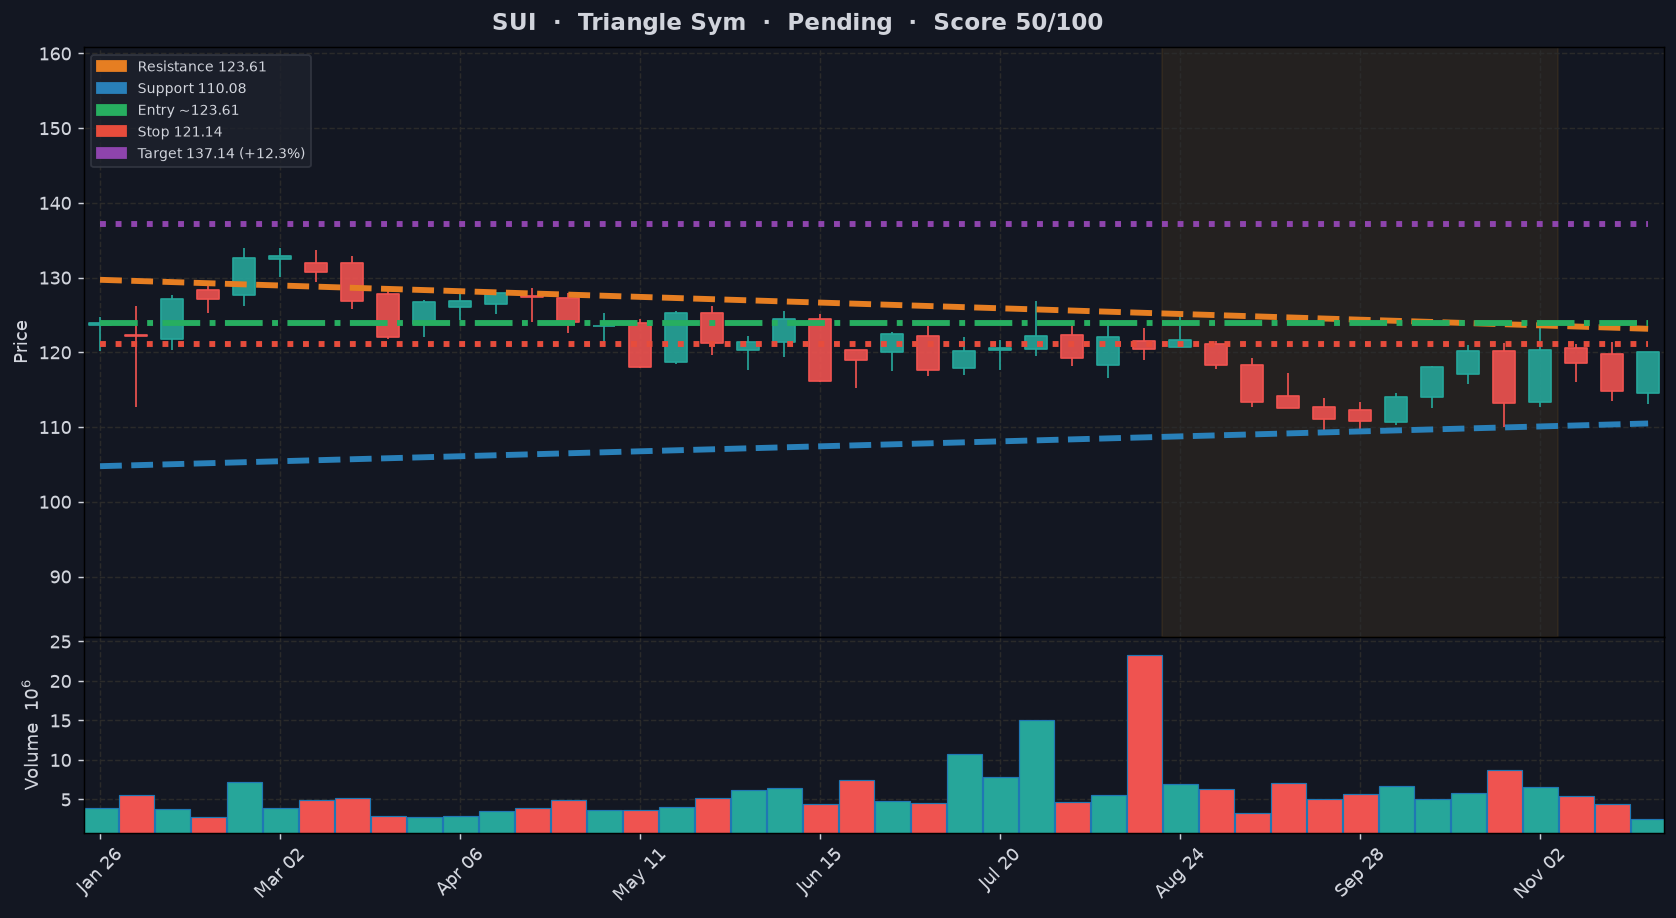 SUI · Triangle Sym · Pending · Score 50/100
Resistance 123.61
Support 110.08
Entry ~123.61
Stop 121.14
Target 137.14 (+12.3%)
Price
160
150
140
130
120
110
100
90
Volume 10⁶
25
20
15
10
5
Jan 26
Mar 02
Apr 06
May 11
Jun 15
Jul 20
Aug 24
Sep 28
Nov 02